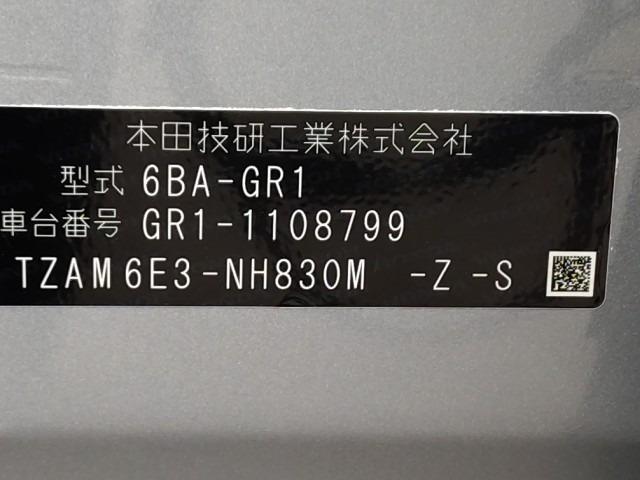 本田技研工業株式会社
型式 6BA-GR1
車台番号 GR1-1108799
TZAM6E3-NH830M -Z -S